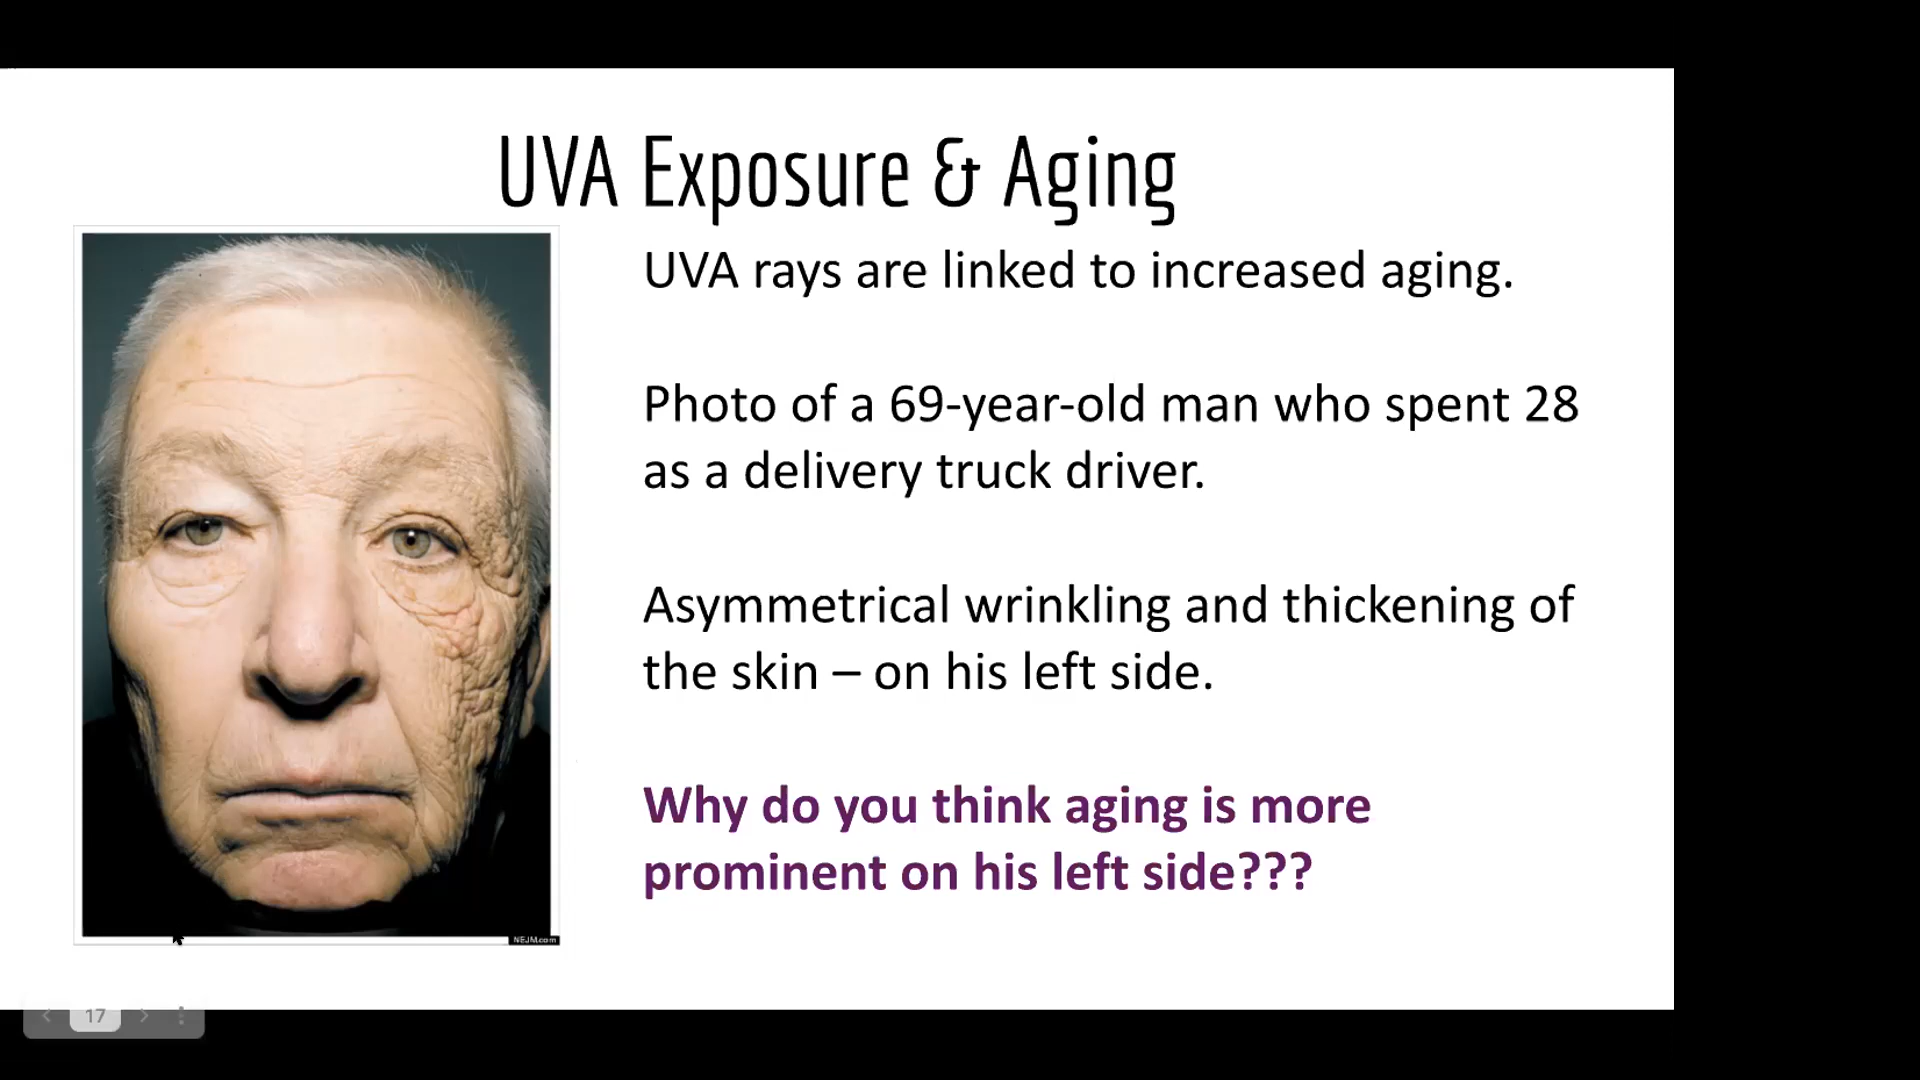 UVA Exposure & Aging
UVA rays are linked to increased aging.
Photo of a 69-year-old man who spent 28
as a delivery truck driver.
Asymmetrical wrinkling and thickening of
the skin – on his left side.
Why do you think aging is more
prominent on his left side???
NEJM.com
17